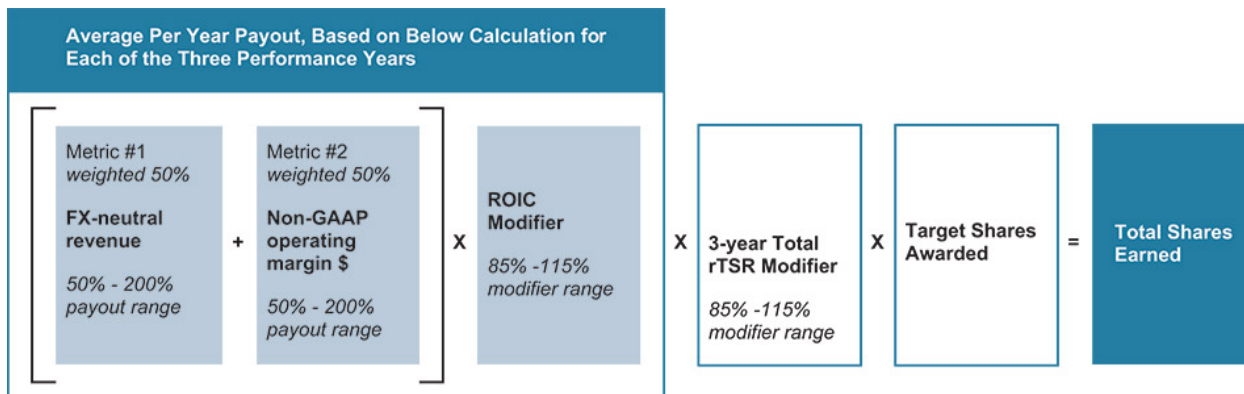 Average Per Year Payout, Based on Below Calculation for
Each of the Three Performance Years
Metric #1
weighted 50%
FX-neutral
revenue
50% - 200%
payout range
+
Metric #2
weighted 50%
Non-GAAP
operating
margin $
50% - 200%
payout range
X
ROIC
Modifier
85% -115%
modifier range
X
3-year Total
rTSR Modifier
85% -115%
modifier range
X
Target Shares
Awarded
=
Total Shares
Earned